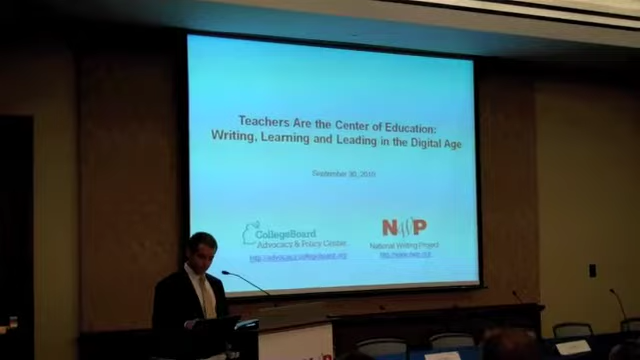 Teachers Are the Center of Education:
Writing, Learning and Leading in the Digital Age
September 30, 2010
CollegeBoard
Advocacy & Policy Center
http://advocacy.collegeboard.org
NWP
National Writing Project
http://www.nwp.org